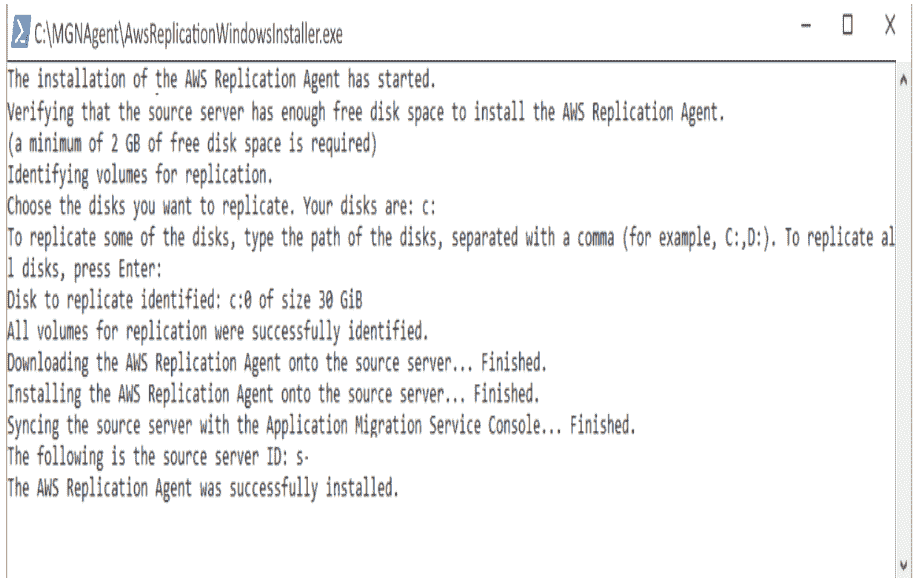 C:\MGNAgent\AwsReplicationWindowsInstaller.exe
The installation of the AWS Replication Agent has started.
Verifying that the source server has enough free disk space to install the AWS Replication Agent.
(a minimum of 2 GB of free disk space is required)
Identifying volumes for replication.
Choose the disks you want to replicate. Your disks are: c:
To replicate some of the disks, type the path of the disks, separated with a comma (for example, C:,D:). To replicate al
l disks, press Enter:
Disk to replicate identified: c:0 of size 30 GiB
All volumes for replication were successfully identified.
Downloading the AWS Replication Agent onto the source server... Finished.
Installing the AWS Replication Agent onto the source server... Finished.
Syncing the source server with the Application Migration Service Console... Finished.
The following is the source server ID: s-
The AWS Replication Agent was successfully installed.